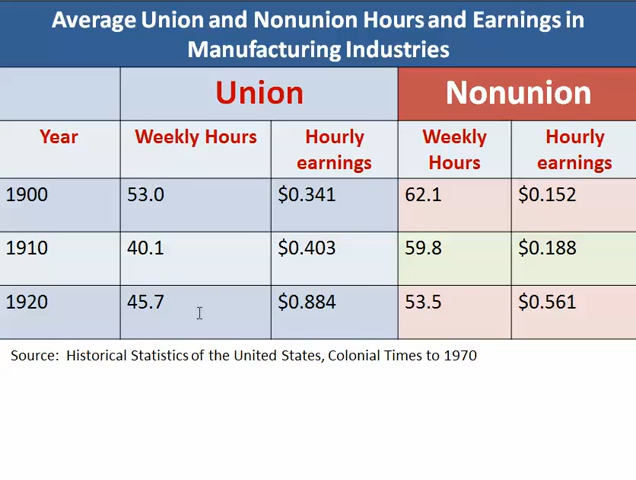 Average Union and Nonunion Hours and Earnings in
Manufacturing Industries
Union Nonunion
Year Weekly Hours Hourly earnings Weekly Hours Hourly earnings
1900 53.0 $0.341 62.1 $0.152
1910 40.1 $0.403 59.8 $0.188
1920 45.7 $0.884 53.5 $0.561
Source: Historical Statistics of the United States, Colonial Times to 1970